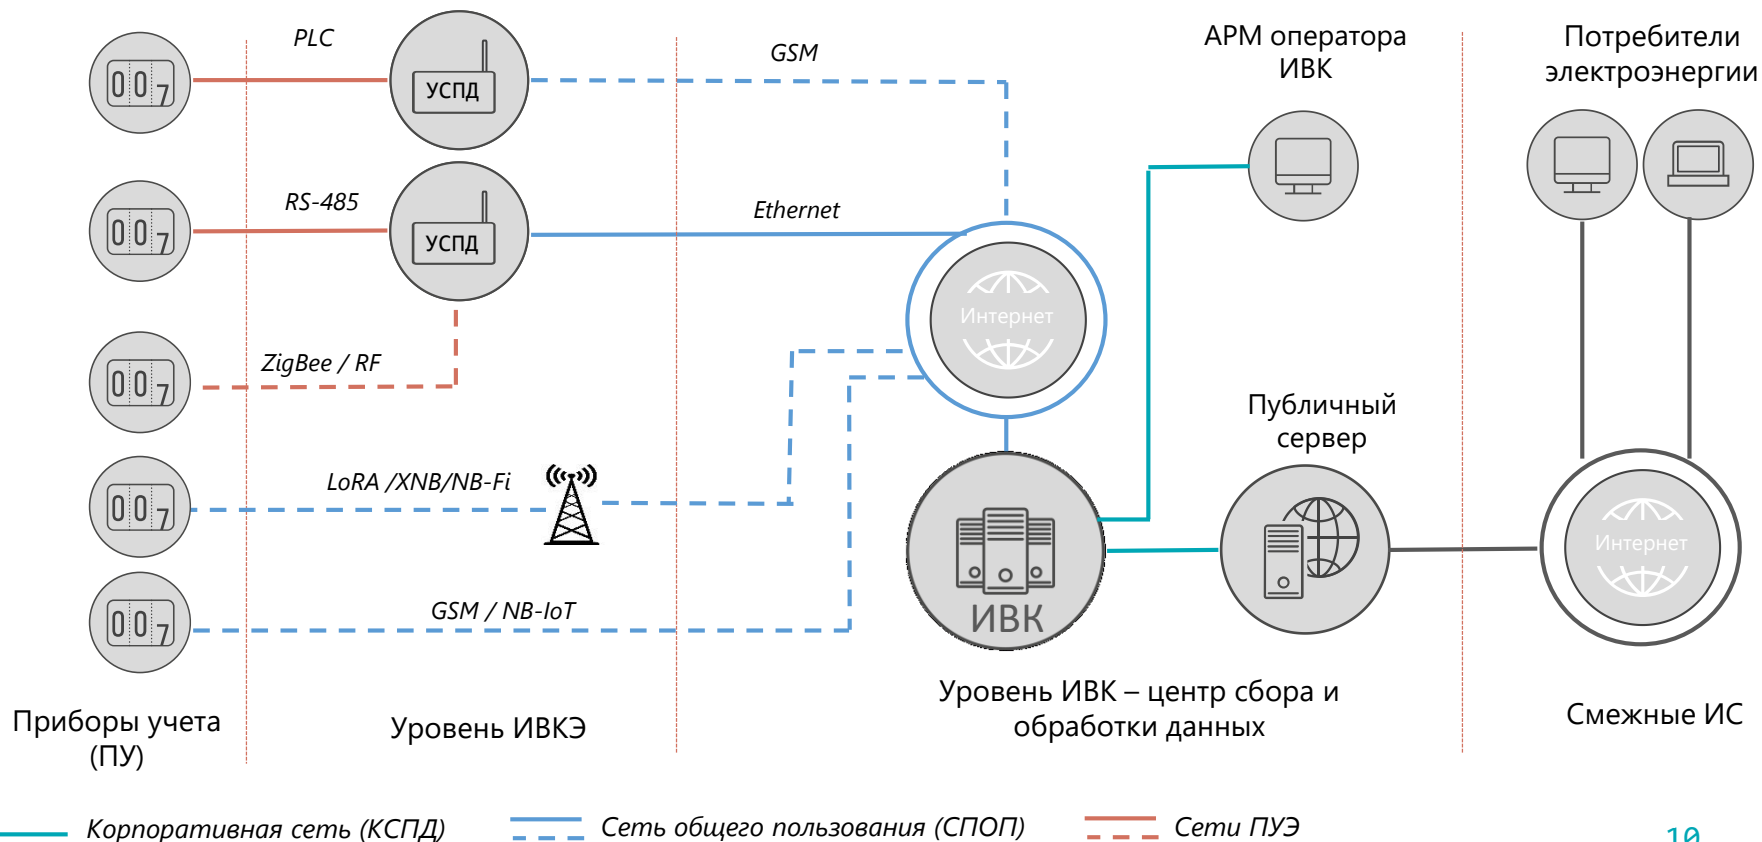 PLC
GSM
АРМ оператора
ИВК
Потребители
электроэнергии
007
УСПД
RS-485
Ethernet
007
УСПД
Интернет
ZigBee / RF
007
Публичный
сервер
LoRA /XNB/NB-Fi
007
Интернет
GSM / NB-IoT
007
ИВК
Приборы учета
(ПУ)
Уровень ИВКЭ
Уровень ИВК – центр сбора и
обработки данных
Смежные ИС
Корпоративная сеть (КСПД)
Сеть общего пользования (СПОП)
Сети ПУЭ
10